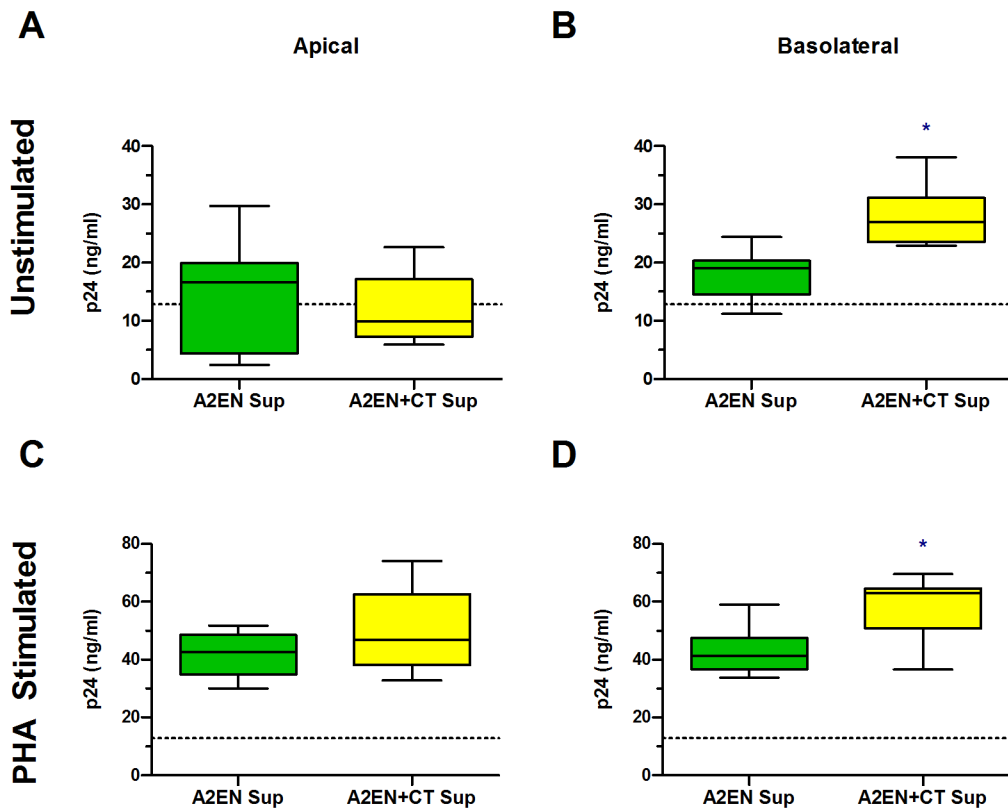 A
B
Apical
Basolateral
Unstimulated
p24 (ng/ml)
40
30
20
10
0
A2EN Sup
A2EN+CT Sup
p24 (ng/ml)
40
30
20
10
0
*
A2EN Sup
A2EN+CT Sup
C
D
PHA Stimulated
p24 (ng/ml)
80
60
40
20
0
A2EN Sup
A2EN+CT Sup
p24 (ng/ml)
80
60
40
20
0
*
A2EN Sup
A2EN+CT Sup